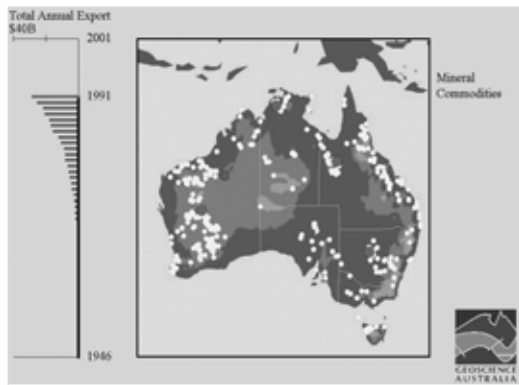 Total Annual Export
$40B
2001
1991
Mineral
Commodities
1946
GEOSCIENCE
AUSTRALIA